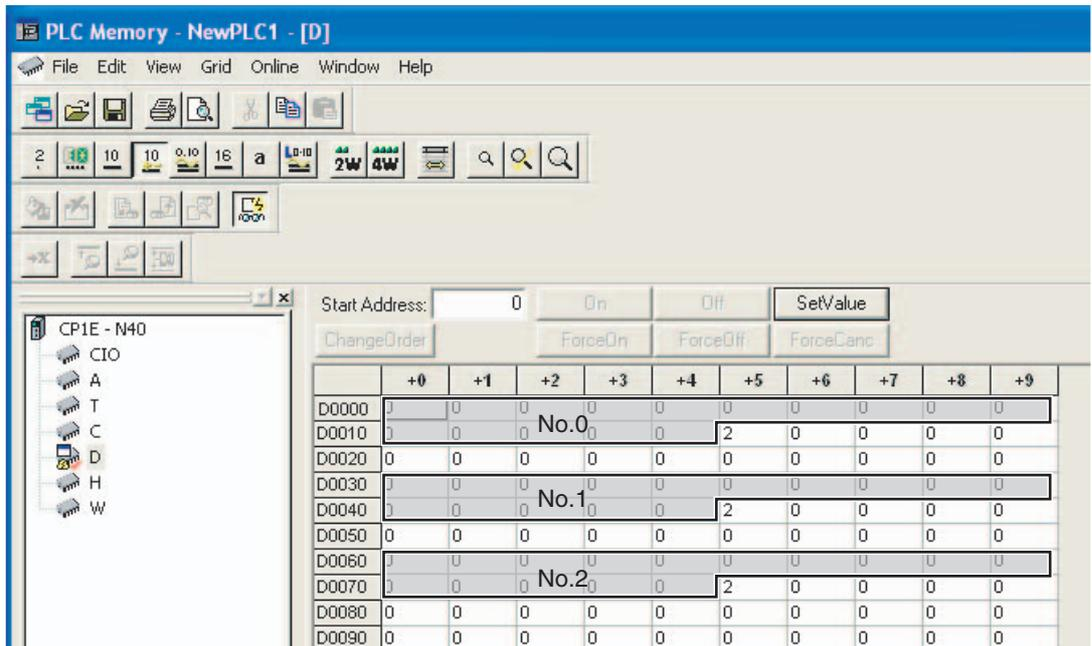 PLC Memory - NewPLC1 - [D]
File Edit View Grid Online Window Help
2 10 10 10 0.10 16 a L0-10 2W 4W
Start Address: 0 On Off SetValue
ChangeOrder ForceOn ForceOff ForceCanc
CP1E - N40
CIO
A
T
C
D
H
W
+0 +1 +2 +3 +4 +5 +6 +7 +8 +9
D0000 0 0 0 0 0 0 0 0 0 0
No.0
D0010 0 0 0 0 0 2 0 0 0 0
D0020 0 0 0 0 0 0 0 0 0 0
D0030 0 0 0 0 0 0 0 0 0 0
No.1
D0040 0 0 0 0 0 2 0 0 0 0
D0050 0 0 0 0 0 0 0 0 0 0
D0060 0 0 0 0 0 0 0 0 0 0
No.2
D0070 0 0 0 0 0 2 0 0 0 0
D0080 0 0 0 0 0 0 0 0 0 0
D0090 0 0 0 0 0 0 0 0 0 0